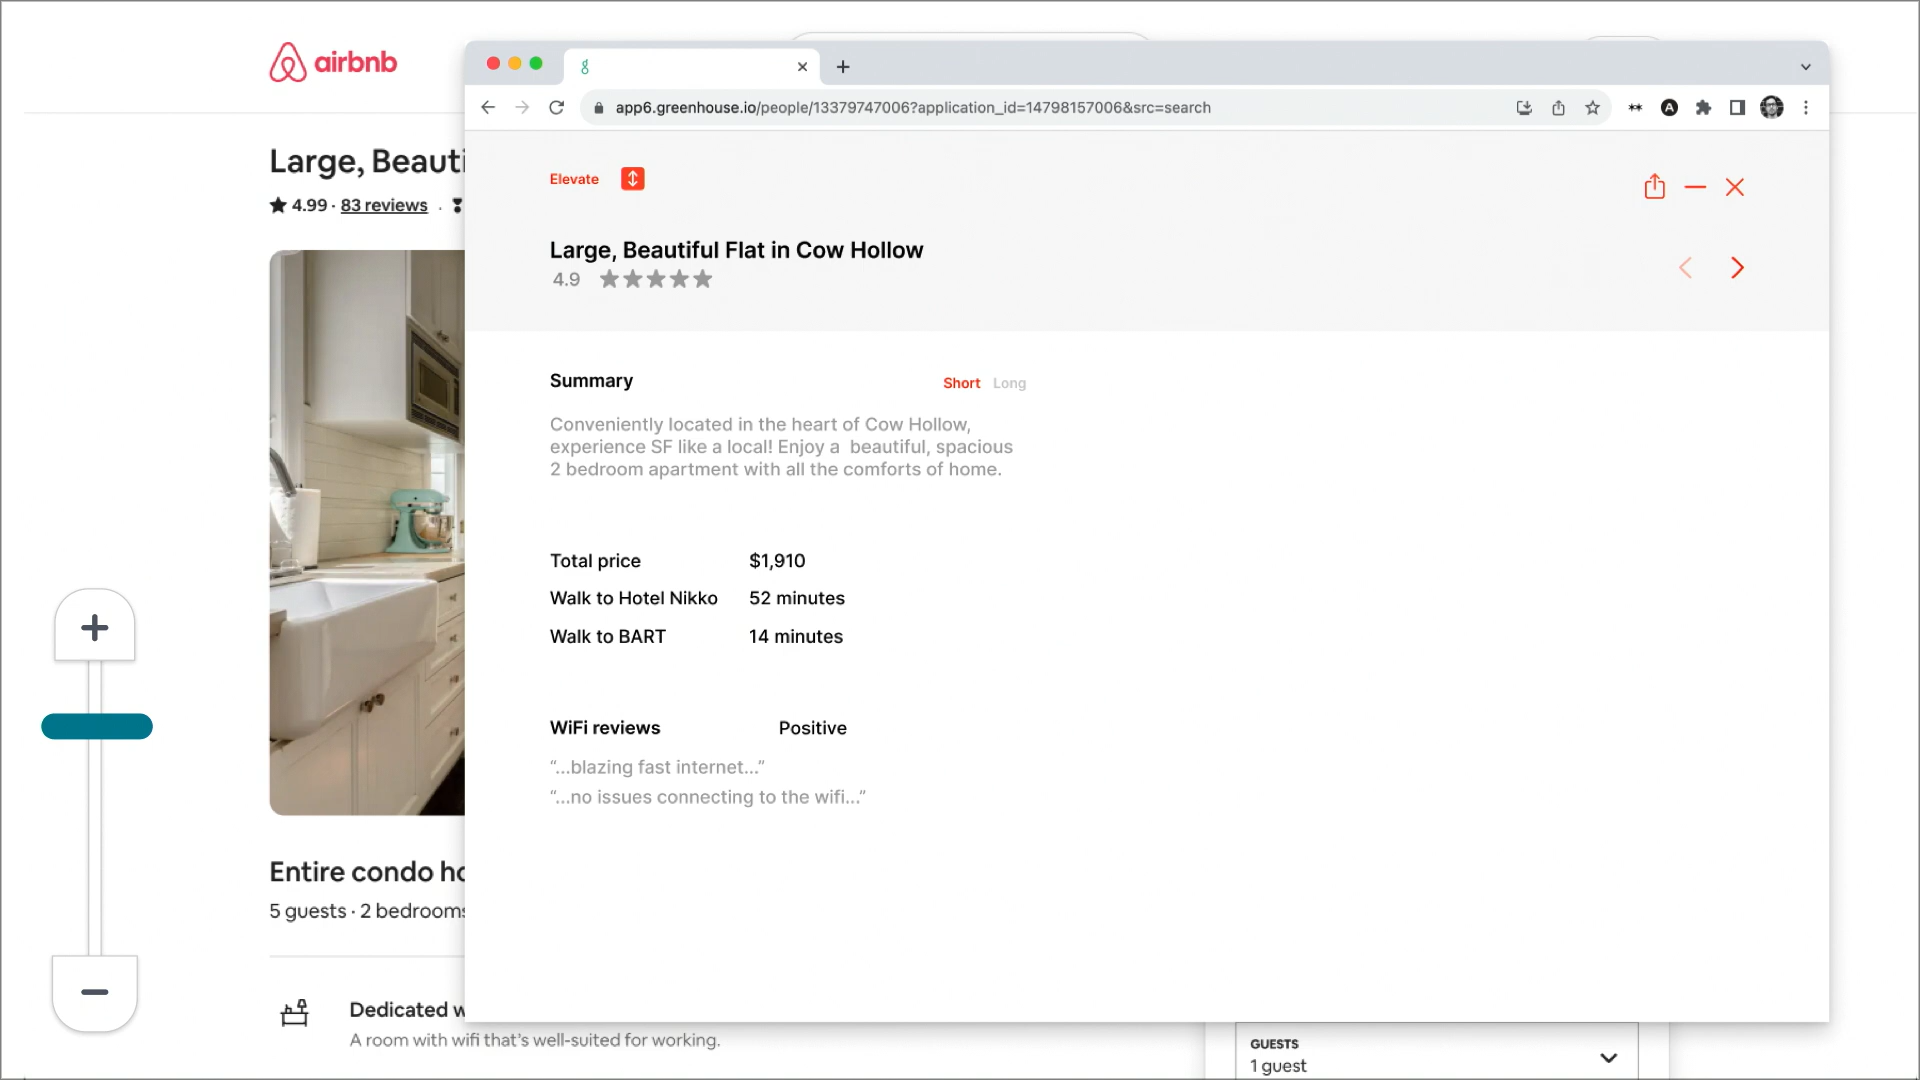 airbnb
Large, Beauti
4.99 · 83 reviews ·
app6.greenhouse.io/people/13379747006?application_id=14798157006&src=search
Elevate
Large, Beautiful Flat in Cow Hollow
4.9
Summary
Short Long
Conveniently located in the heart of Cow Hollow,
experience SF like a local! Enjoy a beautiful, spacious
2 bedroom apartment with all the comforts of home.
Total price $1,910
Walk to Hotel Nikko 52 minutes
Walk to BART 14 minutes
WiFi reviews Positive
“...blazing fast internet...”
“...no issues connecting to the wifi...”
Entire condo ho
5 guests · 2 bedrooms
Dedicated w
A room with wifi that’s well-suited for working.
GUESTS
1 guest